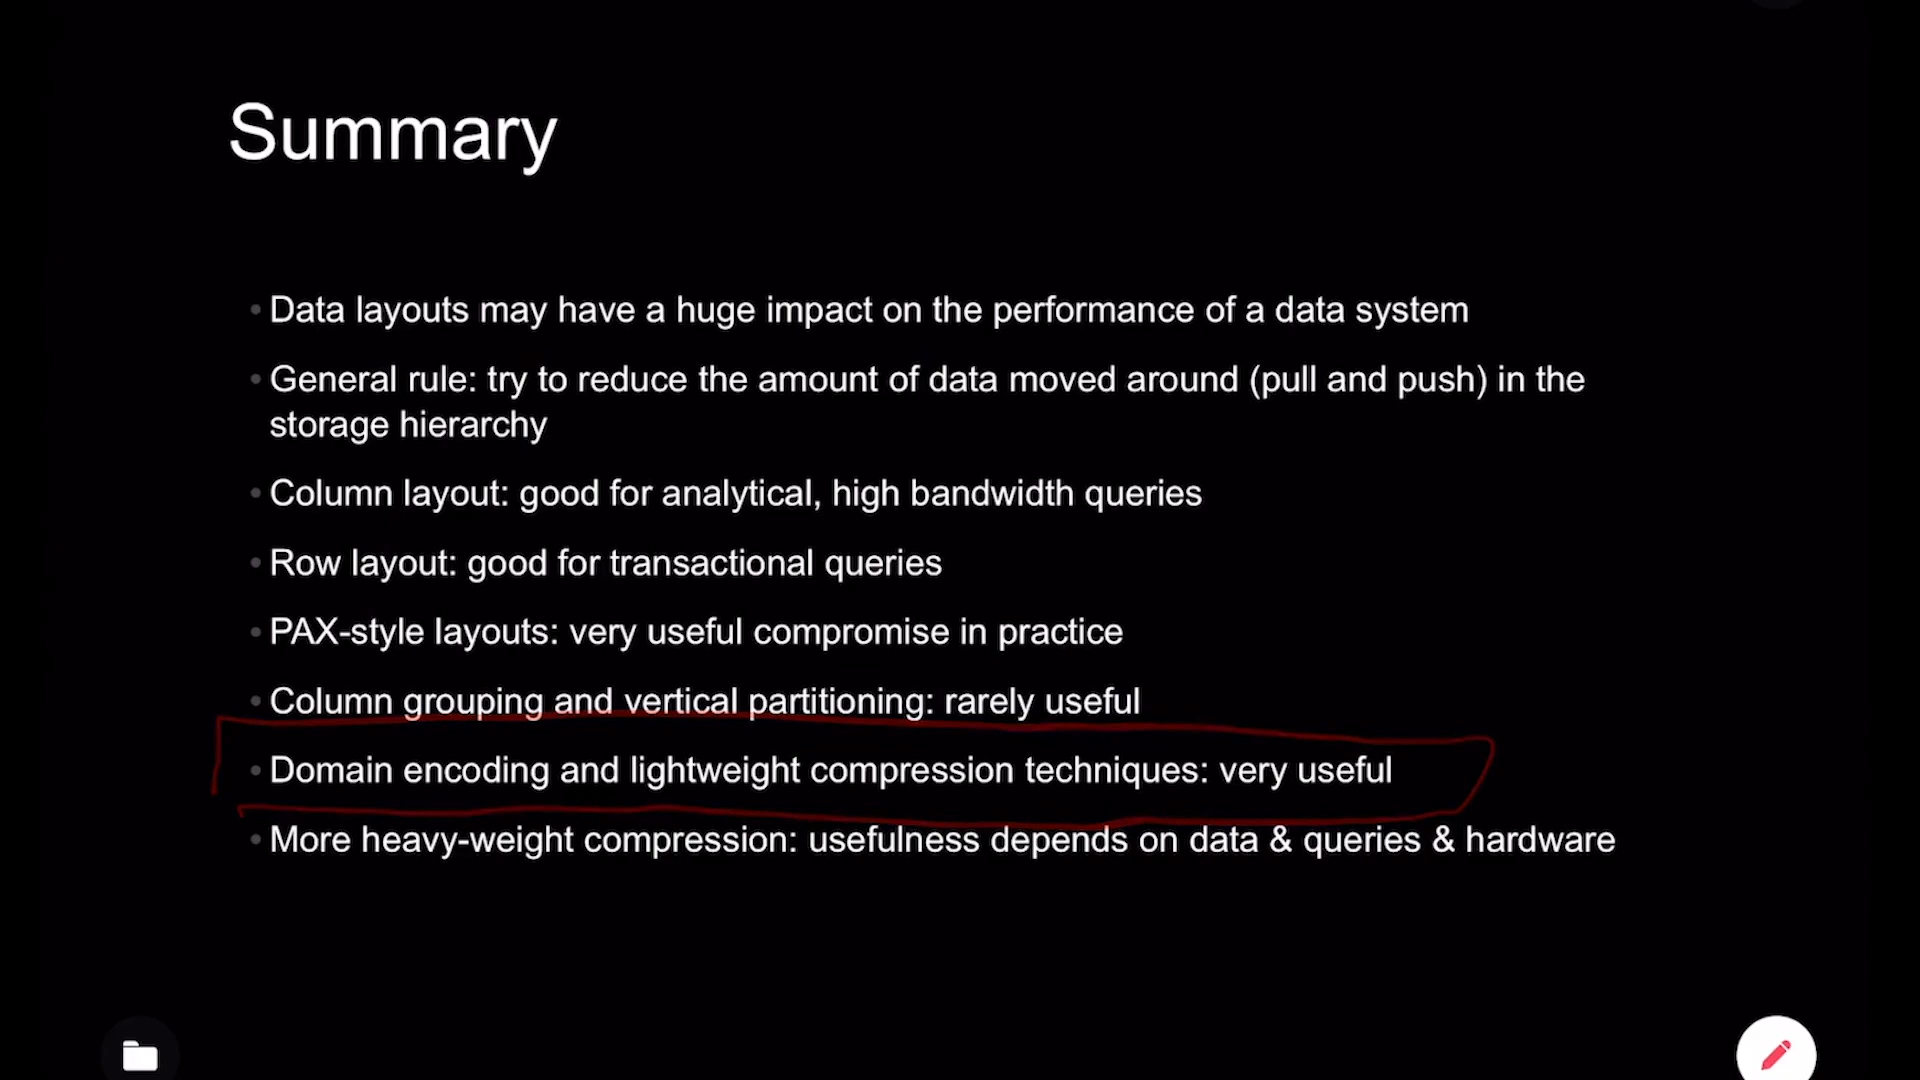 Summary
• Data layouts may have a huge impact on the performance of a data system
• General rule: try to reduce the amount of data moved around (pull and push) in the
storage hierarchy
• Column layout: good for analytical, high bandwidth queries
• Row layout: good for transactional queries
• PAX-style layouts: very useful compromise in practice
• Column grouping and vertical partitioning: rarely useful
• Domain encoding and lightweight compression techniques: very useful
• More heavy-weight compression: usefulness depends on data & queries & hardware